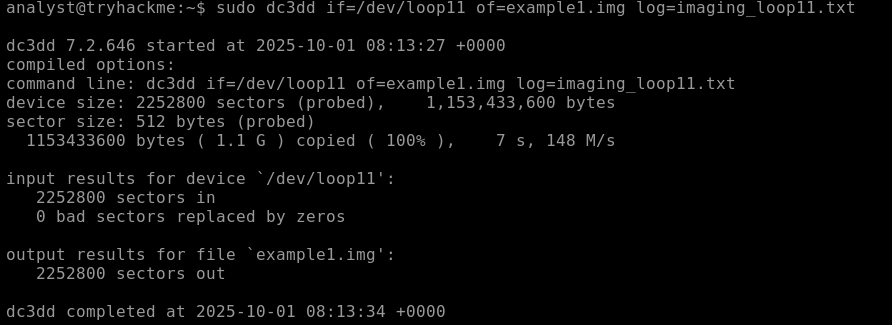 analyst@tryhackme:~$ sudo dc3dd if=/dev/loop11 of=example1.img log=imaging_loop11.txt
dc3dd 7.2.646 started at 2025-10-01 08:13:27 +0000
compiled options:
command line: dc3dd if=/dev/loop11 of=example1.img log=imaging_loop11.txt
device size: 2252800 sectors (probed),    1,153,433,600 bytes
sector size: 512 bytes (probed)
  1153433600 bytes ( 1.1 G ) copied ( 100% ),    7 s, 148 M/s
input results for device `/dev/loop11':
   2252800 sectors in
   0 bad sectors replaced by zeros
output results for file `example1.img':
   2252800 sectors out
dc3dd completed at 2025-10-01 08:13:34 +0000